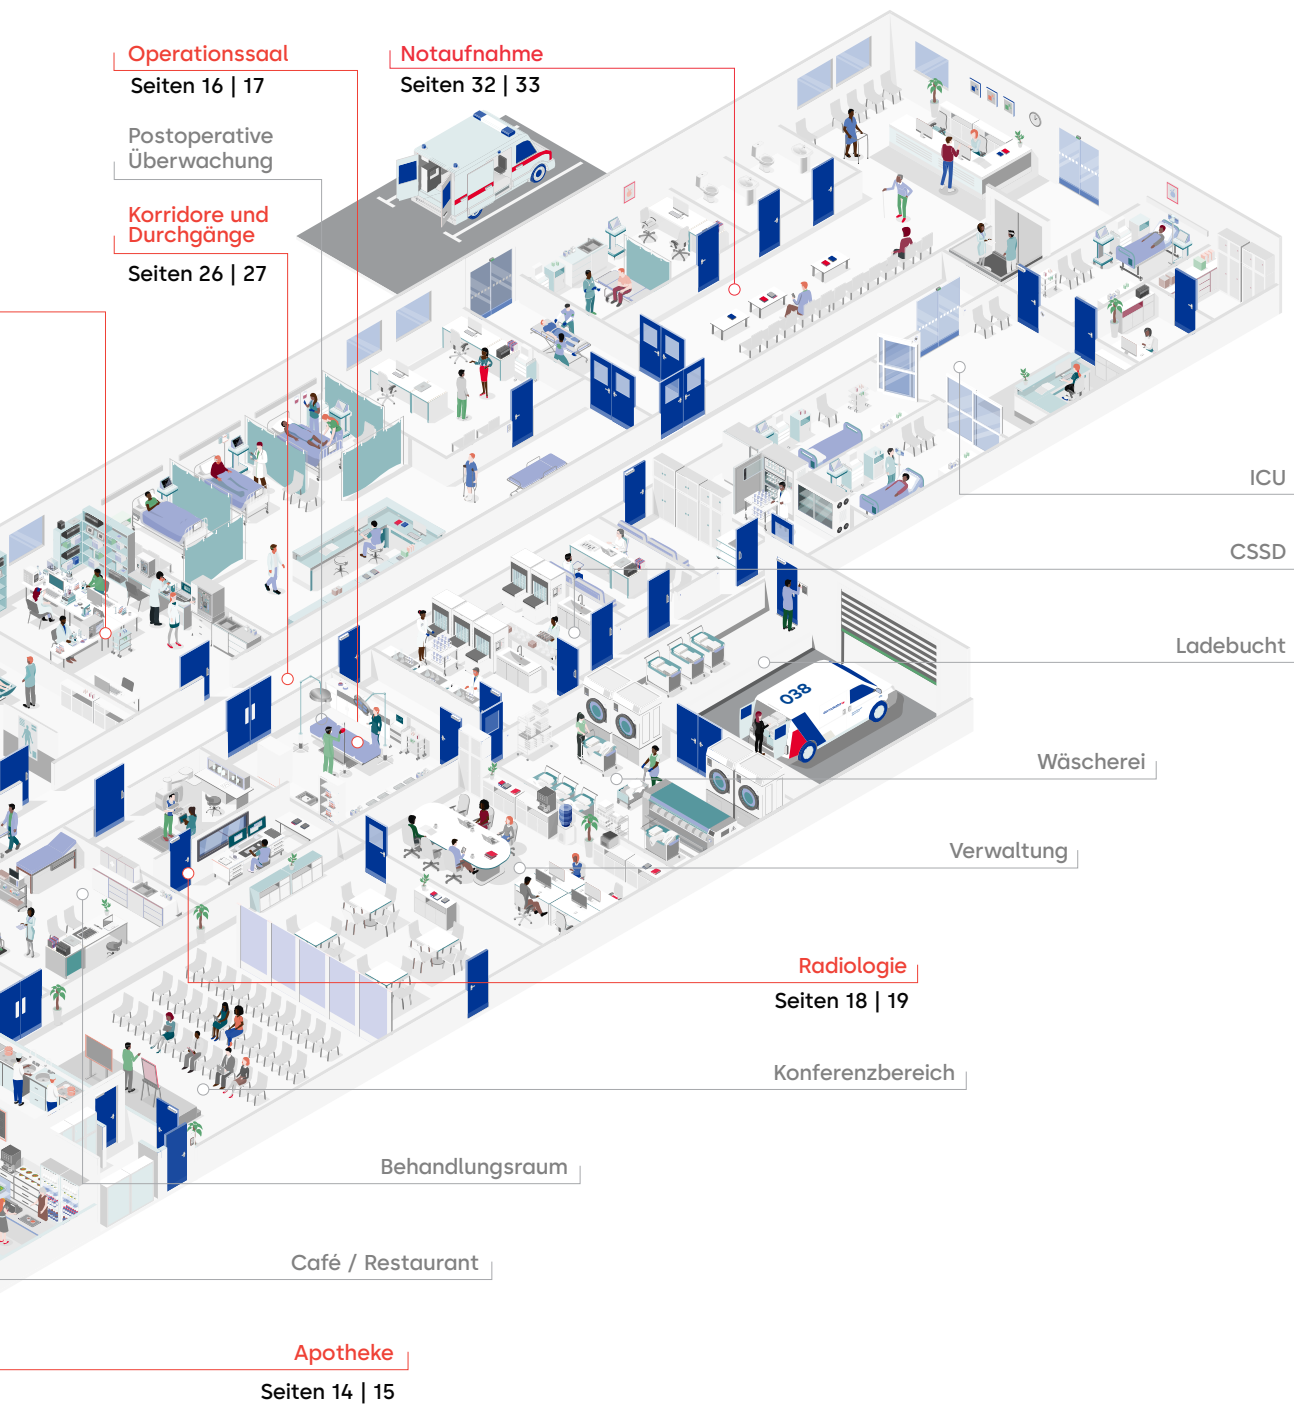 Operationssaal
Seiten 16 | 17
Notaufnahme
Seiten 32 | 33
Postoperative
Überwachung
Korridore und
Durchgänge
Seiten 26 | 27
ICU
CSSD
Ladebucht
038
Wäscherei
Verwaltung
Radiologie
Seiten 18 | 19
Konferenzbereich
Behandlungsraum
Café / Restaurant
Apotheke
Seiten 14 | 15